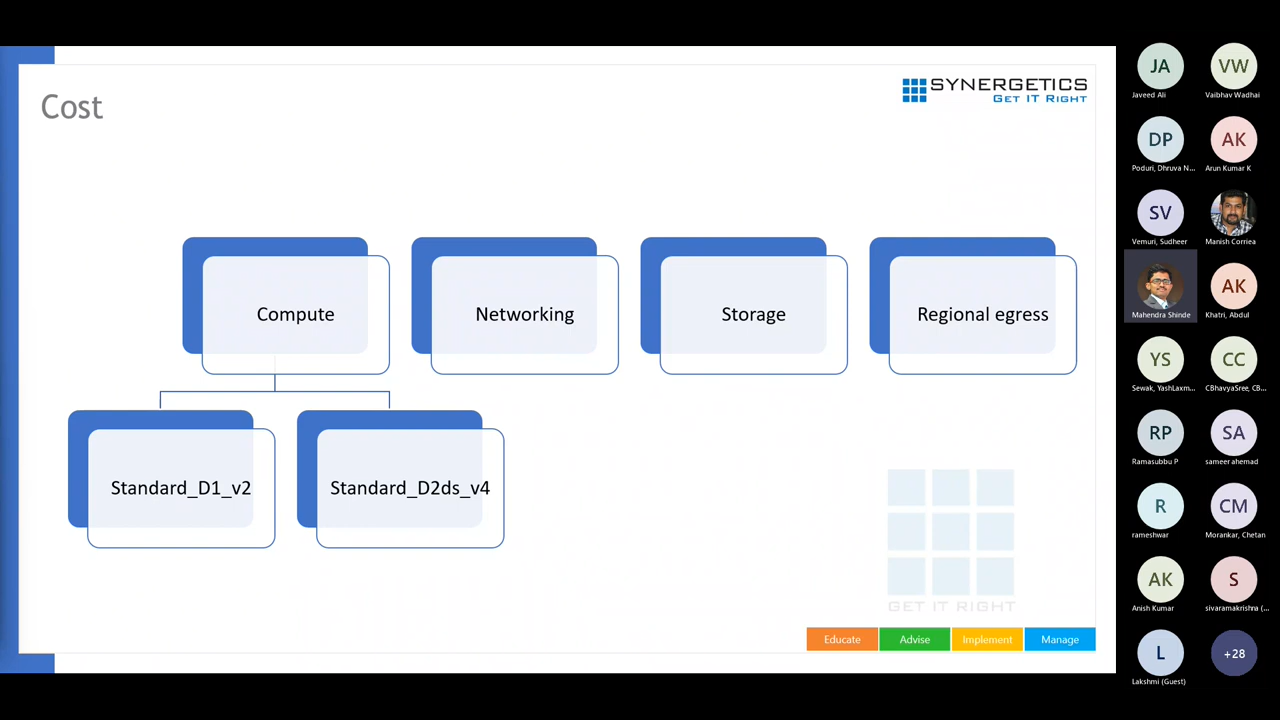 Cost
SYNERGETICS
GET IT RIGHT
Compute
Networking
Storage
Regional egress
Standard_D1_v2
Standard_D2ds_v4
GET IT RIGHT
Educate
Advise
Implement
Manage
JA
Javeed Ali
VW
Vaibhav Wadhai
DP
Poduri, Dhruva N...
AK
Arun Kumar K
SV
Vemuri, Sudheer
Manish Corriea
Mahendra Shinde
AK
Khatri, Abdul
YS
Sewak, YashLaxm...
CC
CBhavyaSree, CB...
RP
Ramasubbu P
SA
sameer ahemad
R
rameshwar
CM
Morankar, Chetan
AK
Anish Kumar
S
sivaramakrishna (...
L
Lakshmi (Guest)
+28